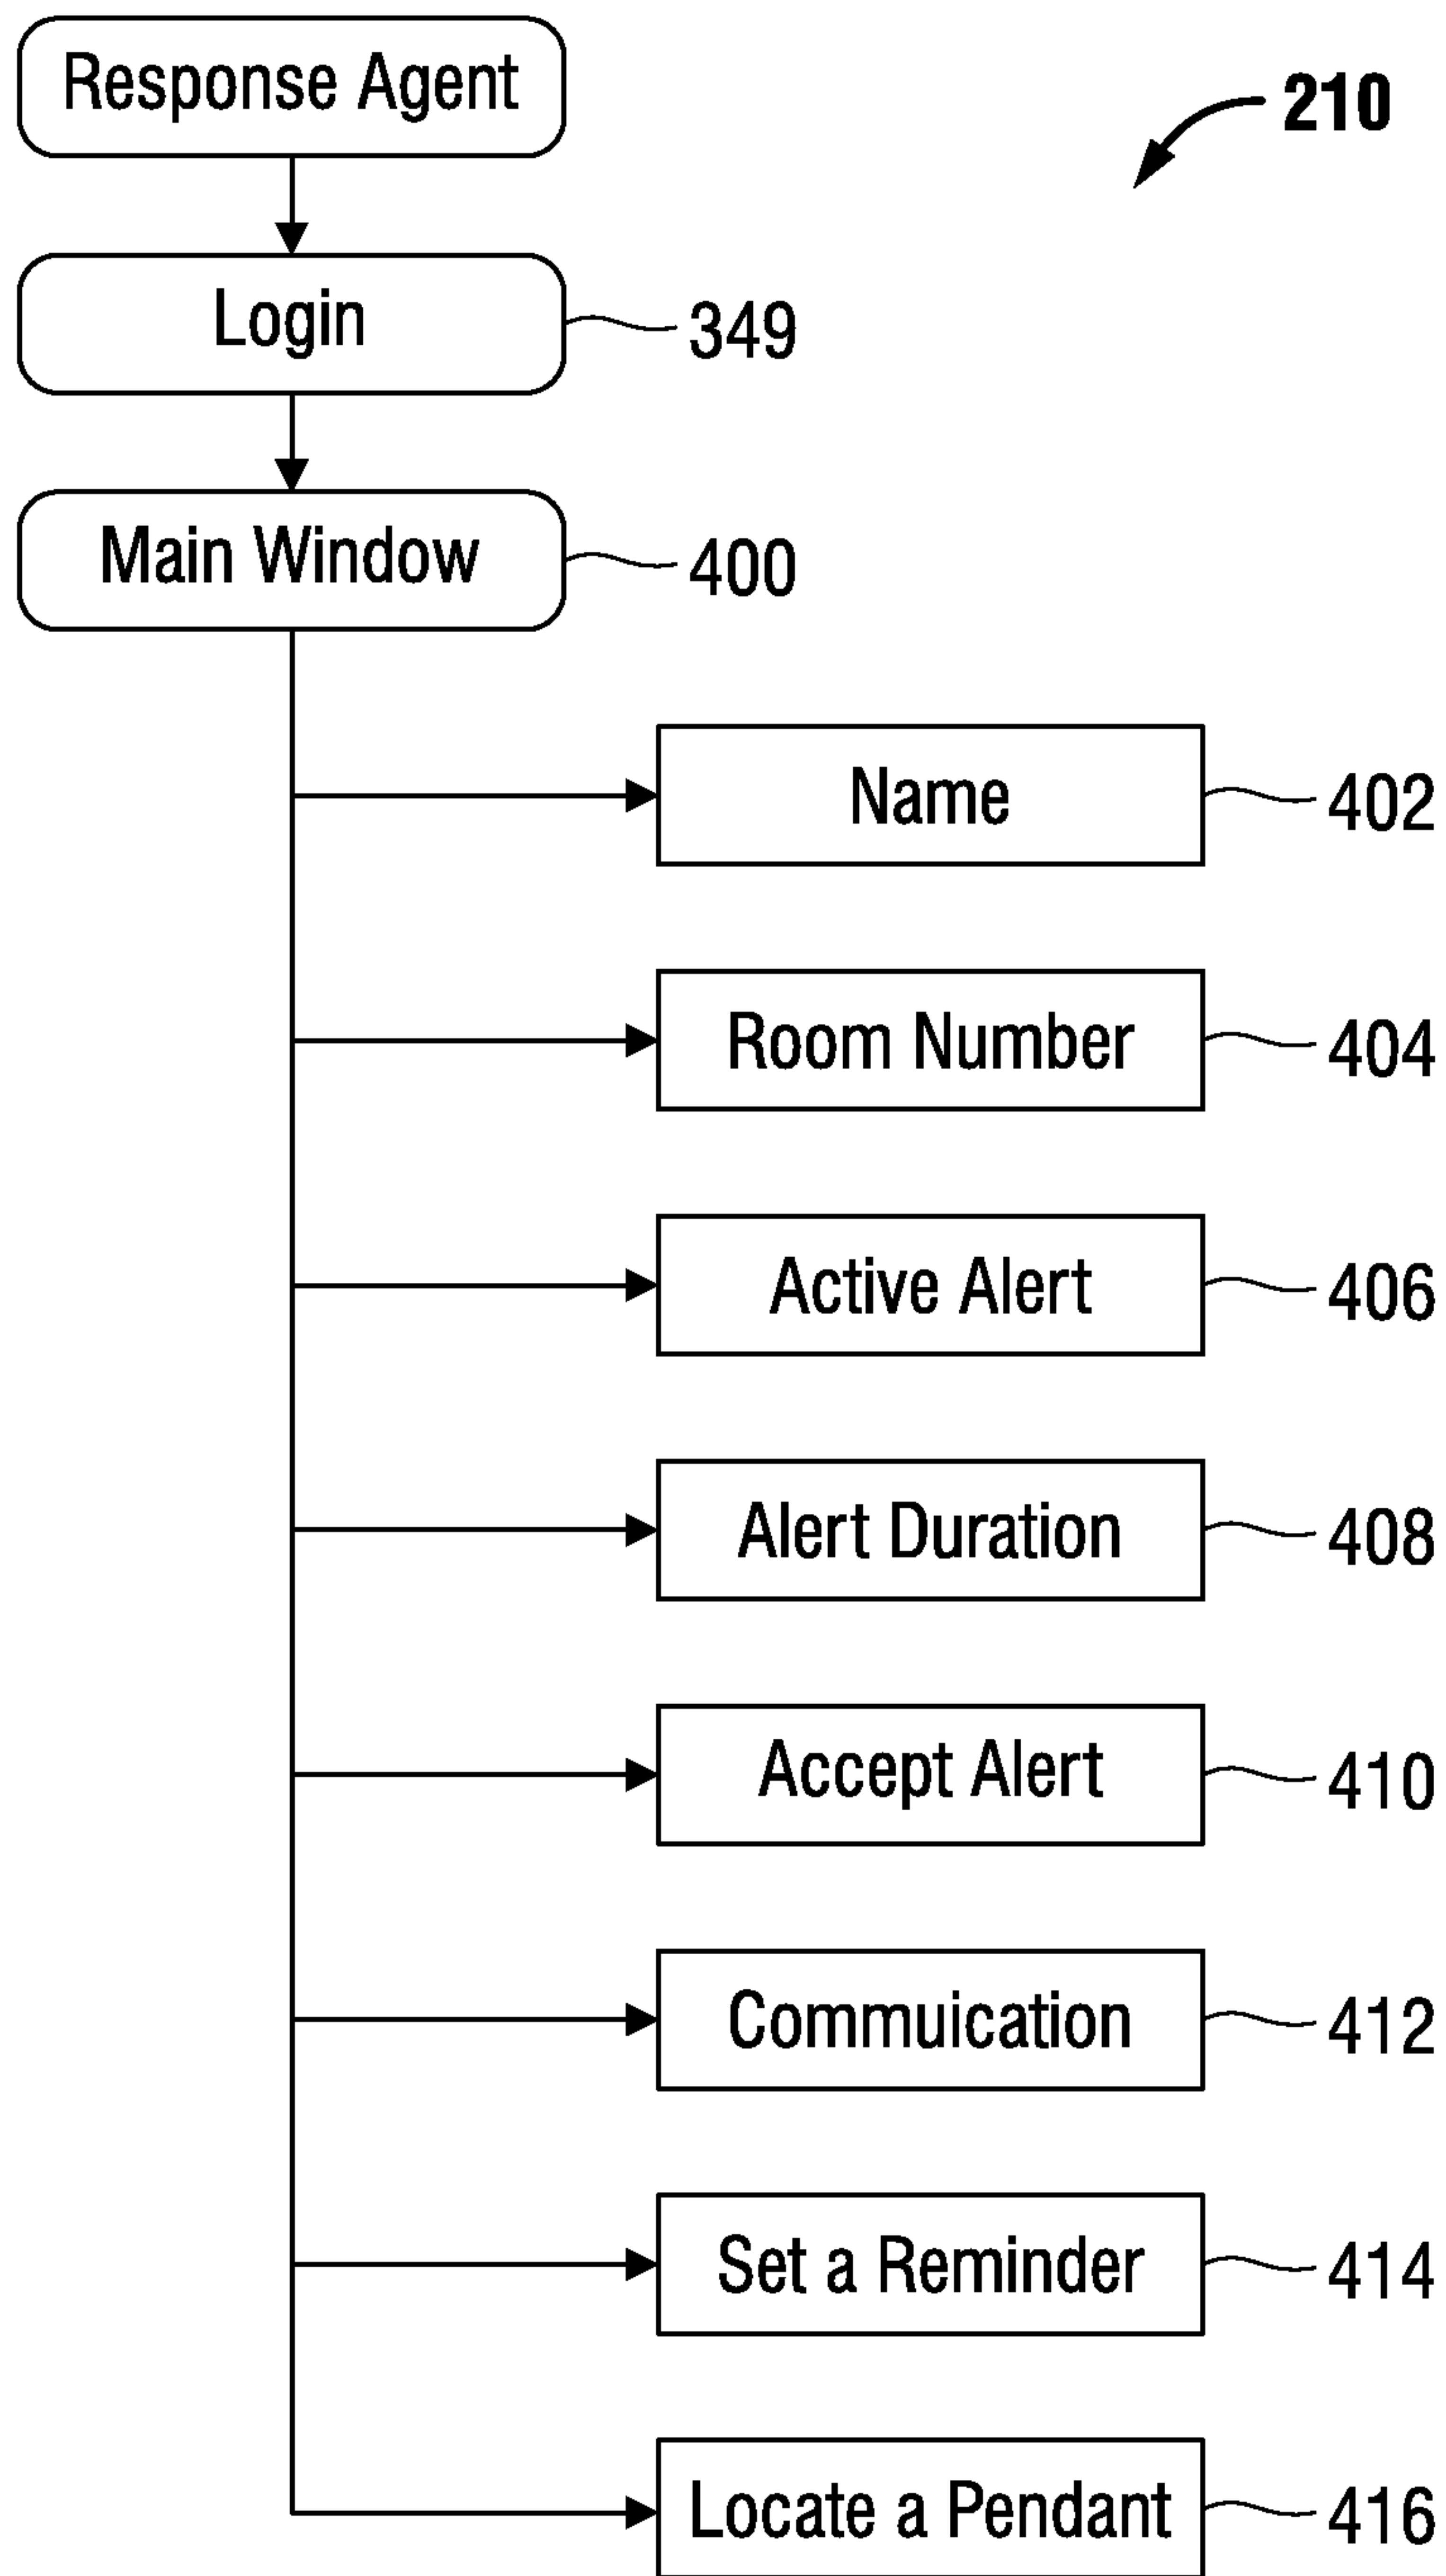 Response Agent
210
Login
349
Main Window
400
Name
402
Room Number
404
Active Alert
406
Alert Duration
408
Accept Alert
410
Commuication
412
Set a Reminder
414
Locate a Pendant
416